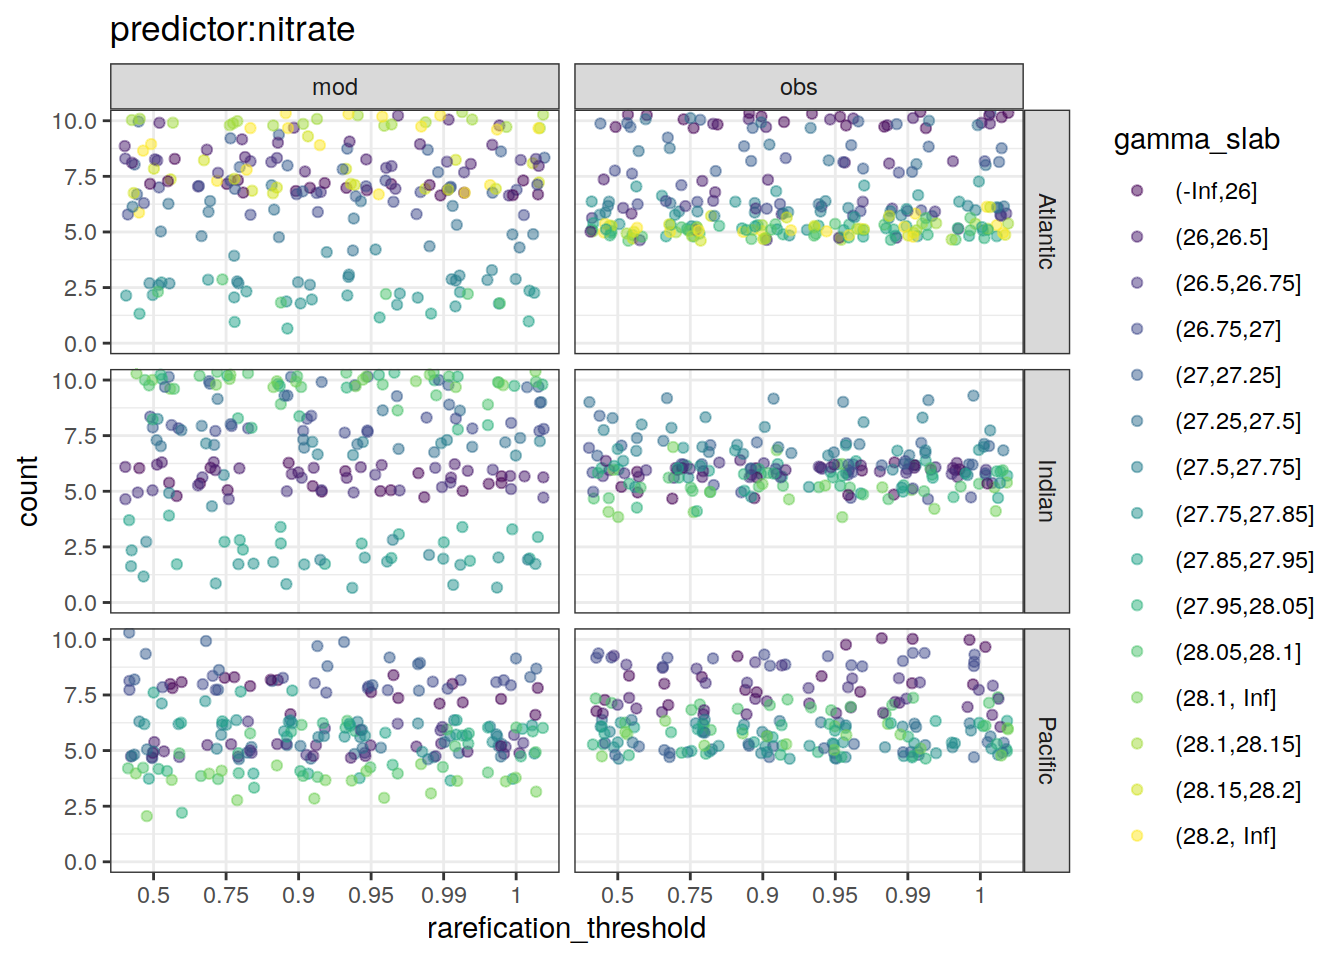 predictor:nitrate
mod
obs
gamma_slab
count
10.0
7.5
5.0
2.5
0.0
Atlantic
10.0
7.5
5.0
2.5
0.0
Indian
10.0
7.5
5.0
2.5
0.0
Pacific
0.5 0.75 0.9 0.95 0.99 1
0.5 0.75 0.9 0.95 0.99 1
rarefication_threshold
(-Inf,26]
(26,26.5]
(26.5,26.75]
(26.75,27]
(27,27.25]
(27.25,27.5]
(27.5,27.75]
(27.75,27.85]
(27.85,27.95]
(27.95,28.05]
(28.05,28.1]
(28.1, Inf]
(28.1,28.15]
(28.15,28.2]
(28.2, Inf]